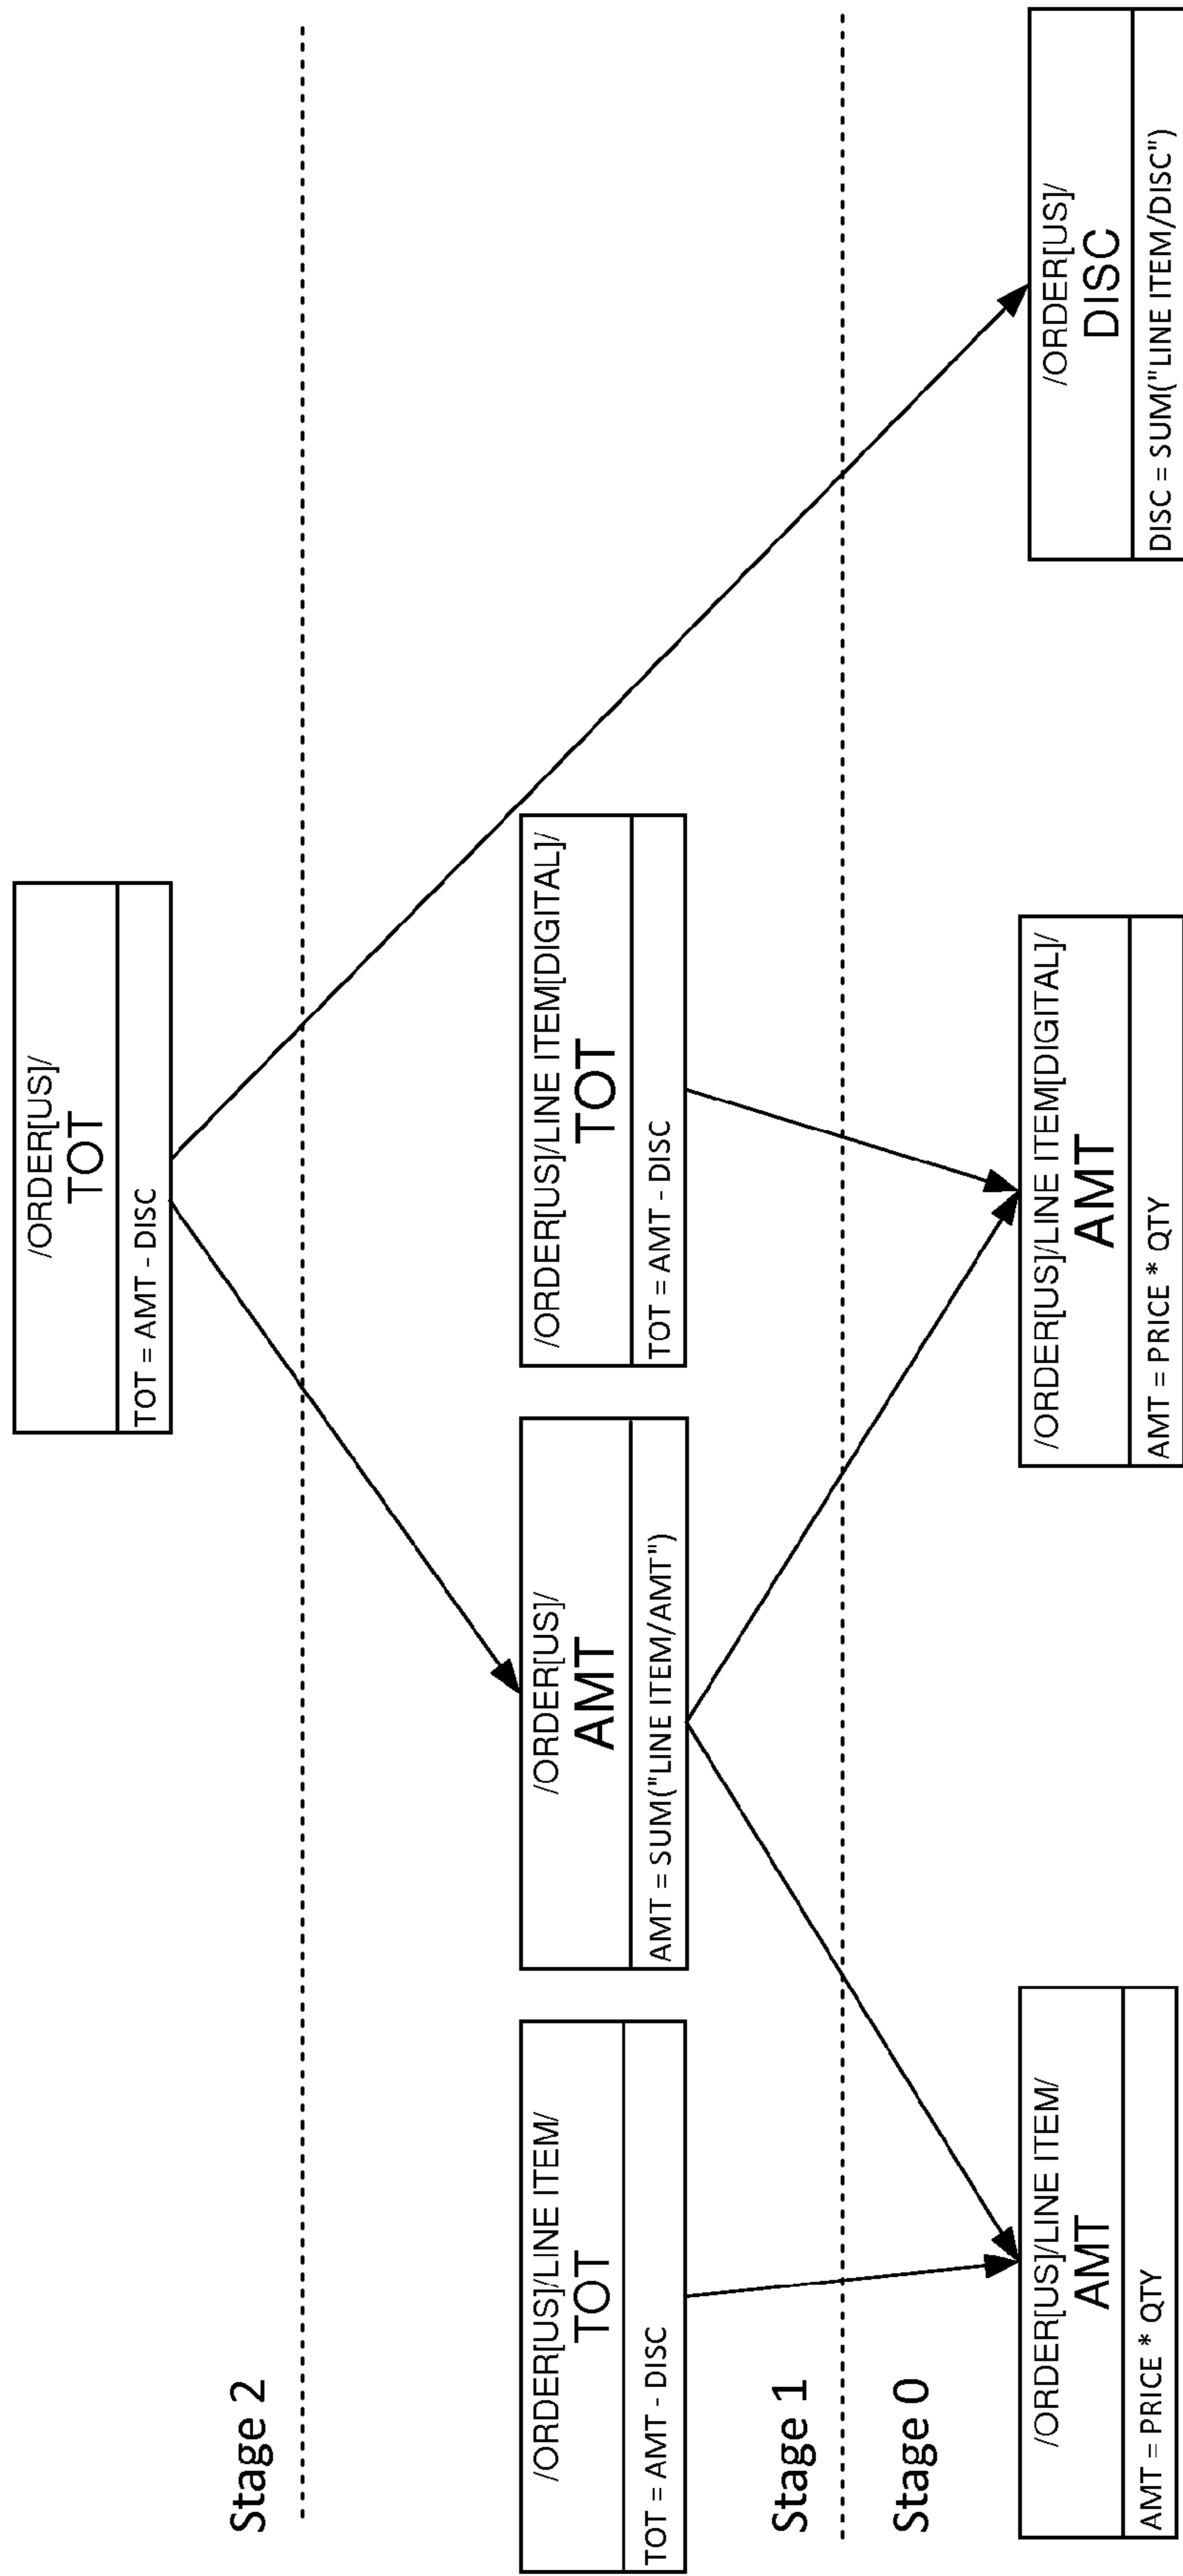 /ORDER[US]/
TOT
TOT = AMT - DISC
Stage 2
/ORDER[US]/LINE ITEM/
TOT
TOT = AMT - DISC
/ORDER[US]/
AMT
AMT = SUM("LINE ITEM/AMT")
/ORDER[US]/LINE ITEM[DIGITAL]/
TOT
TOT = AMT - DISC
Stage 1
Stage 0
/ORDER[US]/LINE ITEM/
AMT
AMT = PRICE * QTY
/ORDER[US]/LINE ITEM[DIGITAL]/
AMT
AMT = PRICE * QTY
/ORDER[US]/
DISC
DISC = SUM("LINE ITEM/DISC")